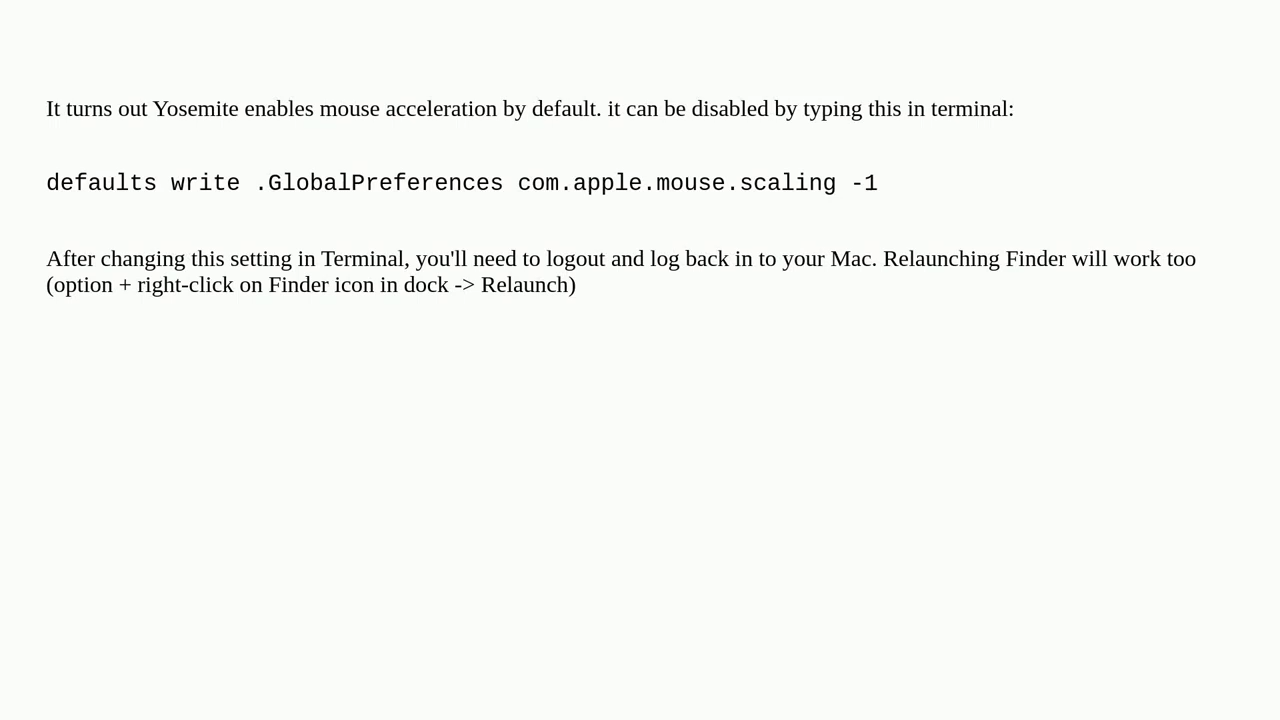 It turns out Yosemite enables mouse acceleration by default. it can be disabled by typing this in terminal:
defaults write .GlobalPreferences com.apple.mouse.scaling -1
After changing this setting in Terminal, you'll need to logout and log back in to your Mac. Relaunching Finder will work too
(option + right-click on Finder icon in dock -> Relaunch)